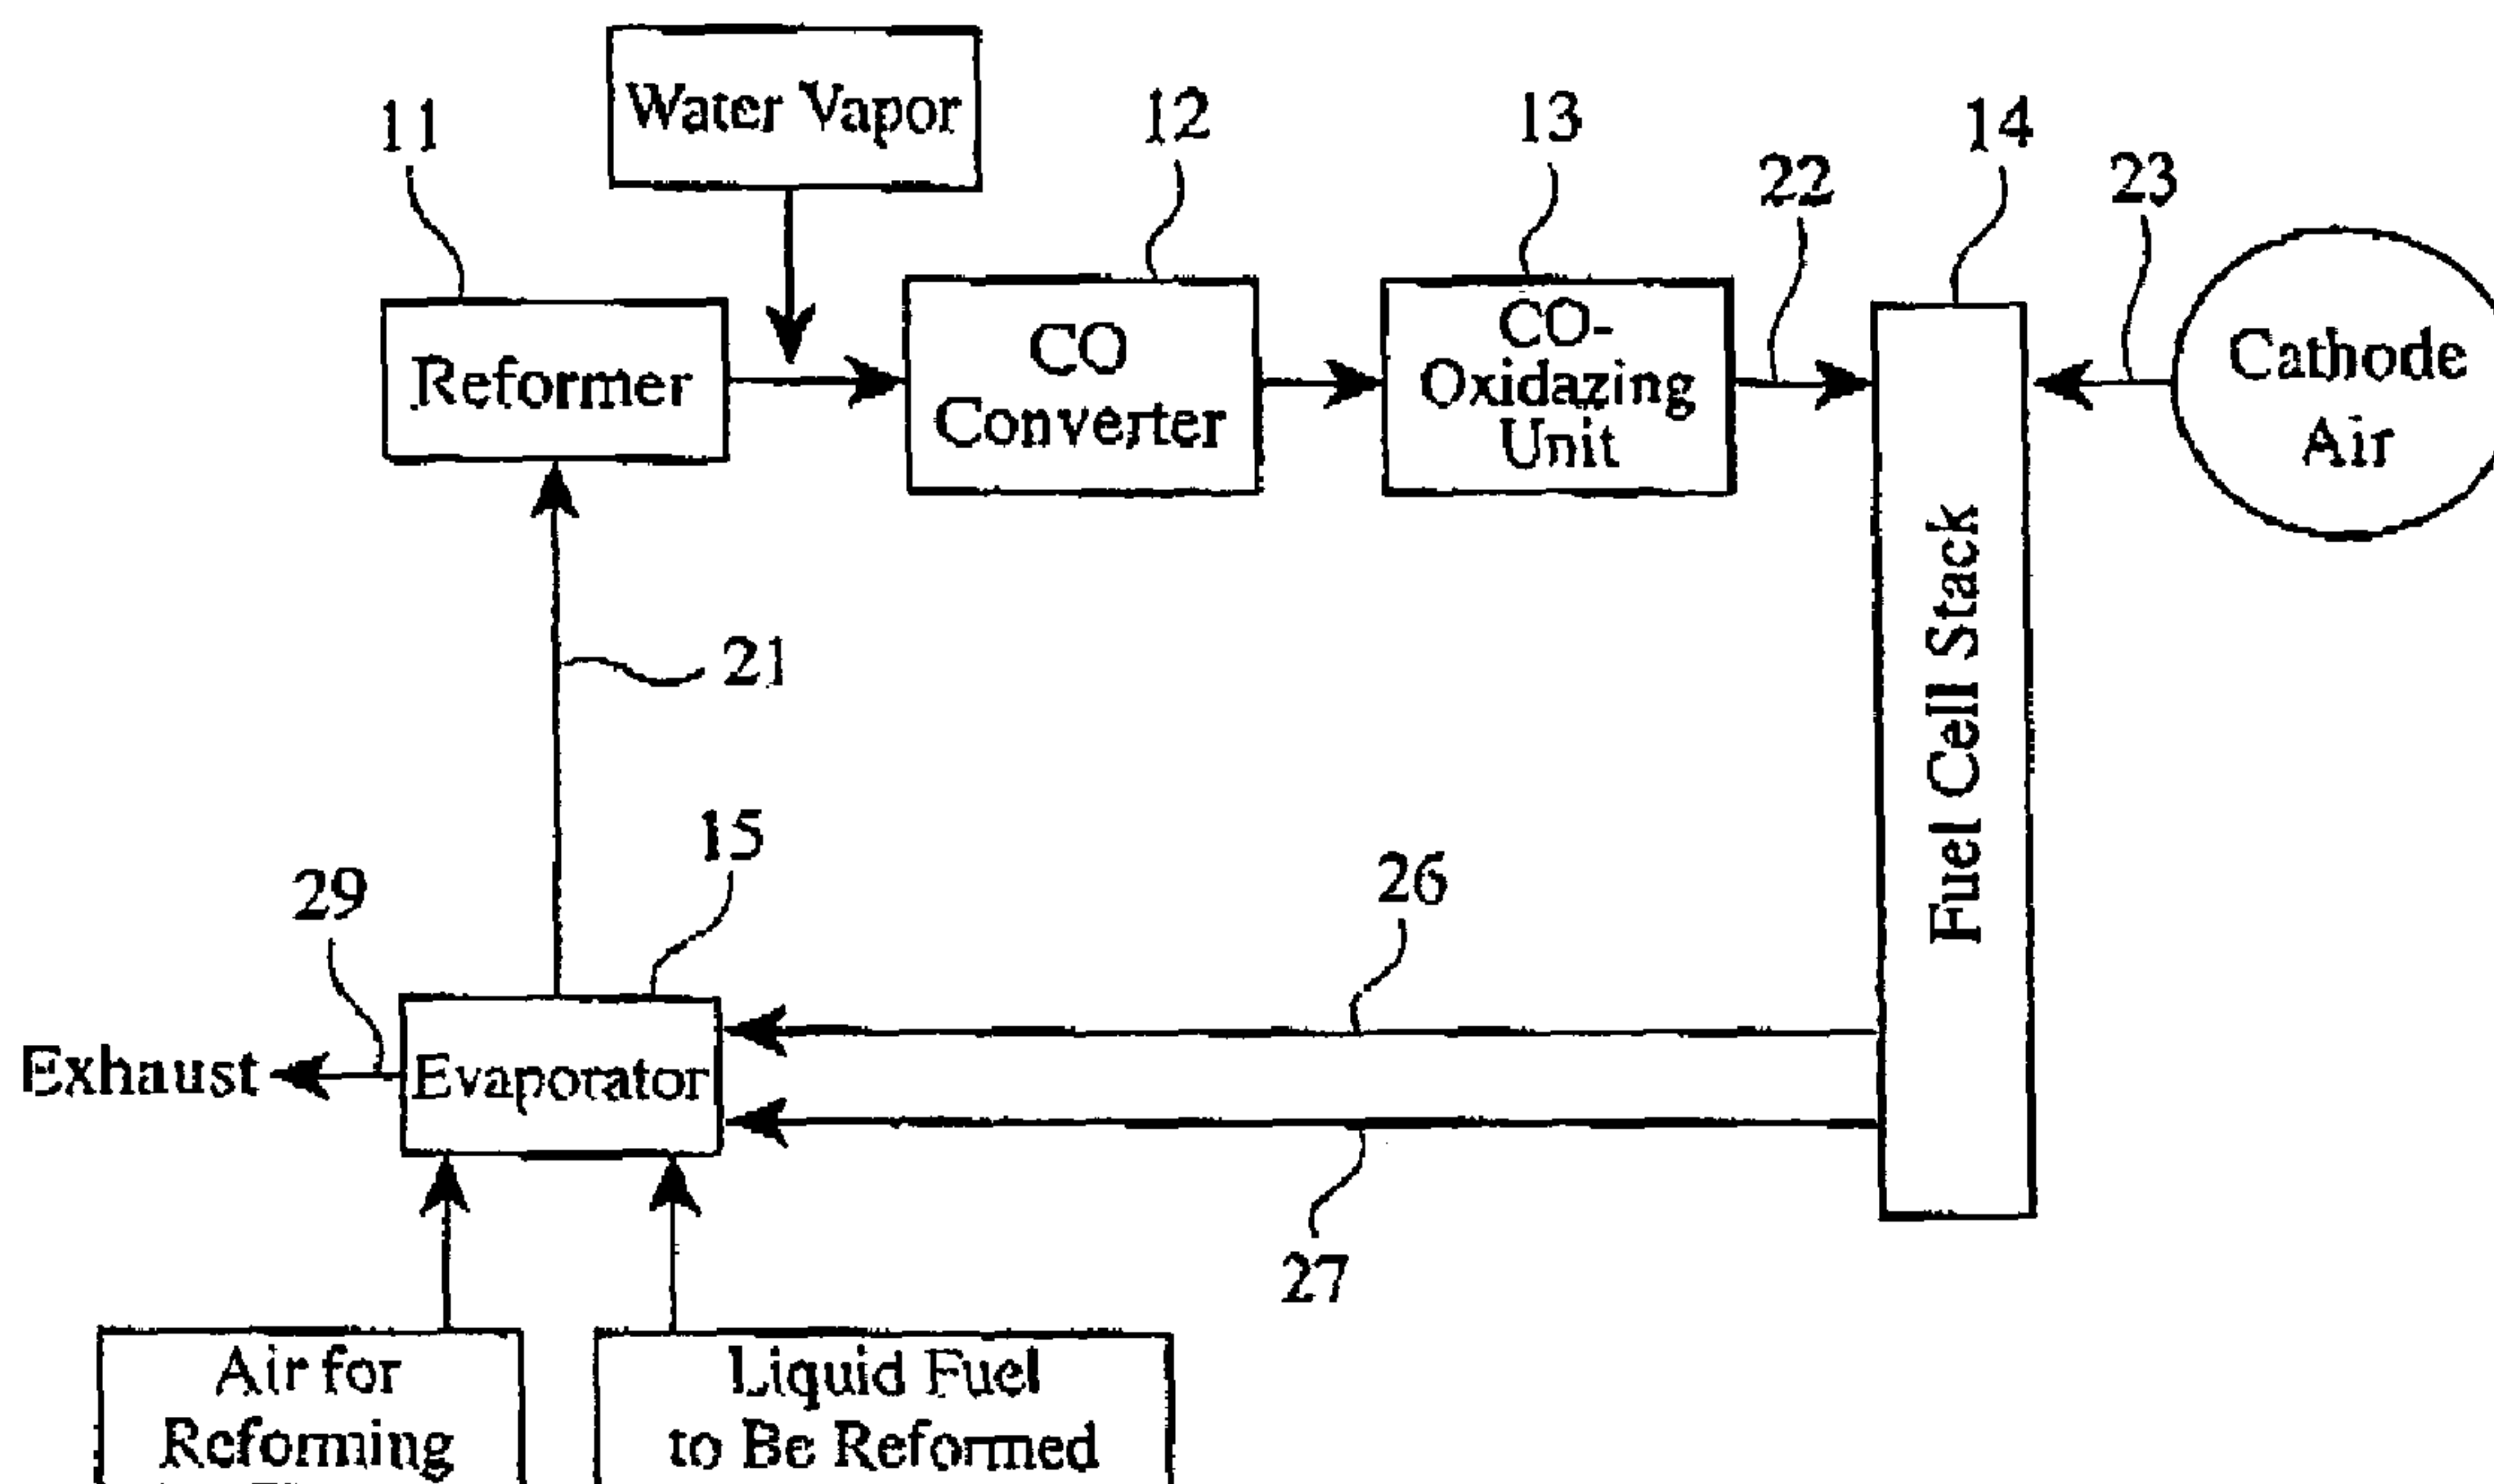 Water Vapor
11
12
13
14
22
23
Reformer
CO
Converter
CO-
Oxidazing
Unit
Cathode
Air
Fuel Cell Stack
21
15
26
29
Exhaust
Evaporator
27
Air for
Reforming
Liquid Fuel
to Be Reformed